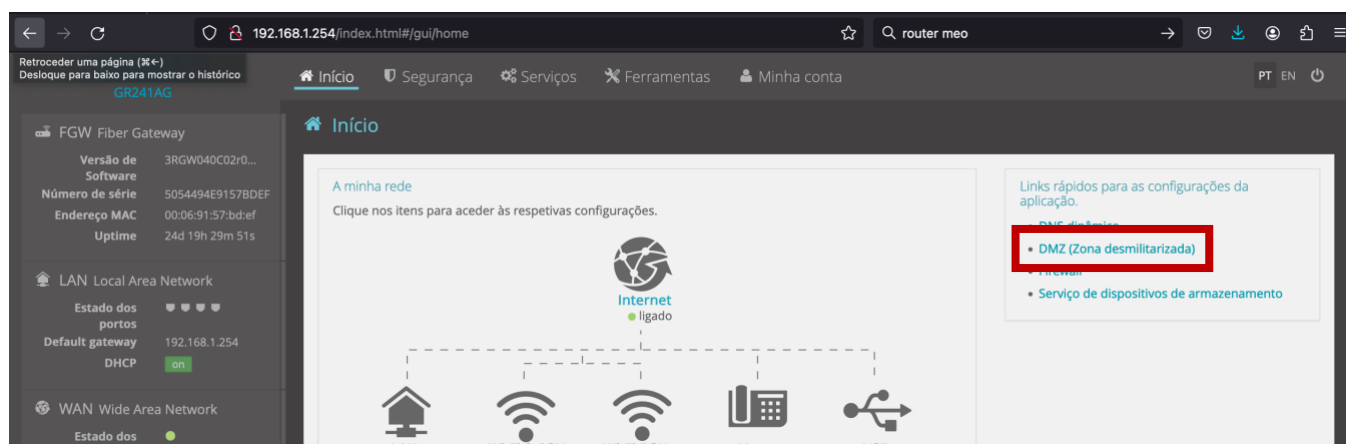 192.168.1.254/index.html#/gui/home
router meo
Retroceder uma página (⌘←)
Desloque para baixo para mostrar o histórico
GR241AG
Início
Segurança
Serviços
Ferramentas
Minha conta
PT EN
FGW Fiber Gateway
Versão de Software
3RGW040C02r0...
Número de série
5054494E9157BDEF
Endereço MAC
00:06:91:57:bd:ef
Uptime
24d 19h 29m 51s
LAN Local Area Network
Estado dos portos
Default gateway
192.168.1.254
DHCP
on
WAN Wide Area Network
Estado dos
Início
A minha rede
Clique nos itens para aceder às respetivas configurações.
Internet
ligado
Links rápidos para as configurações da
aplicação.
DNS dinâmico
DMZ (Zona desmilitarizada)
Firewall
Serviço de dispositivos de armazenamento